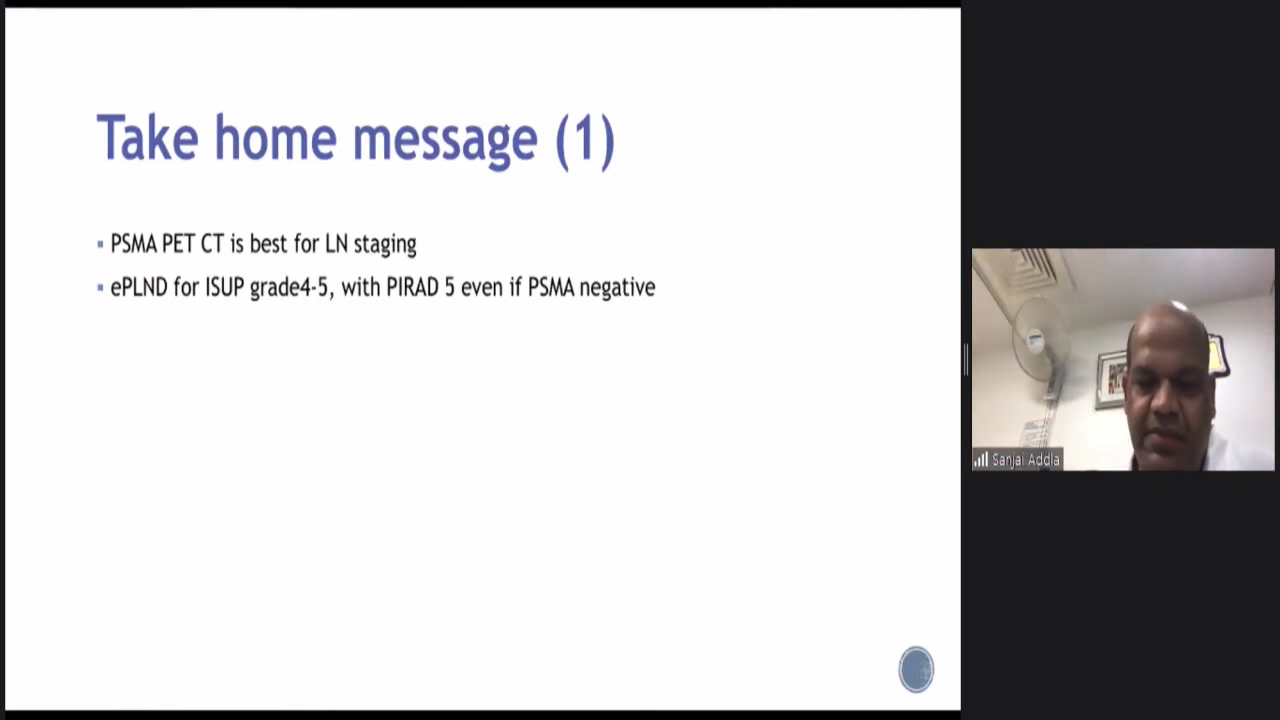 Take home message (1)
PSMA PET CT is best for LN staging
ePLND for ISUP grade4-5, with PIRAD 5 even if PSMA negative
Sanjai Addla